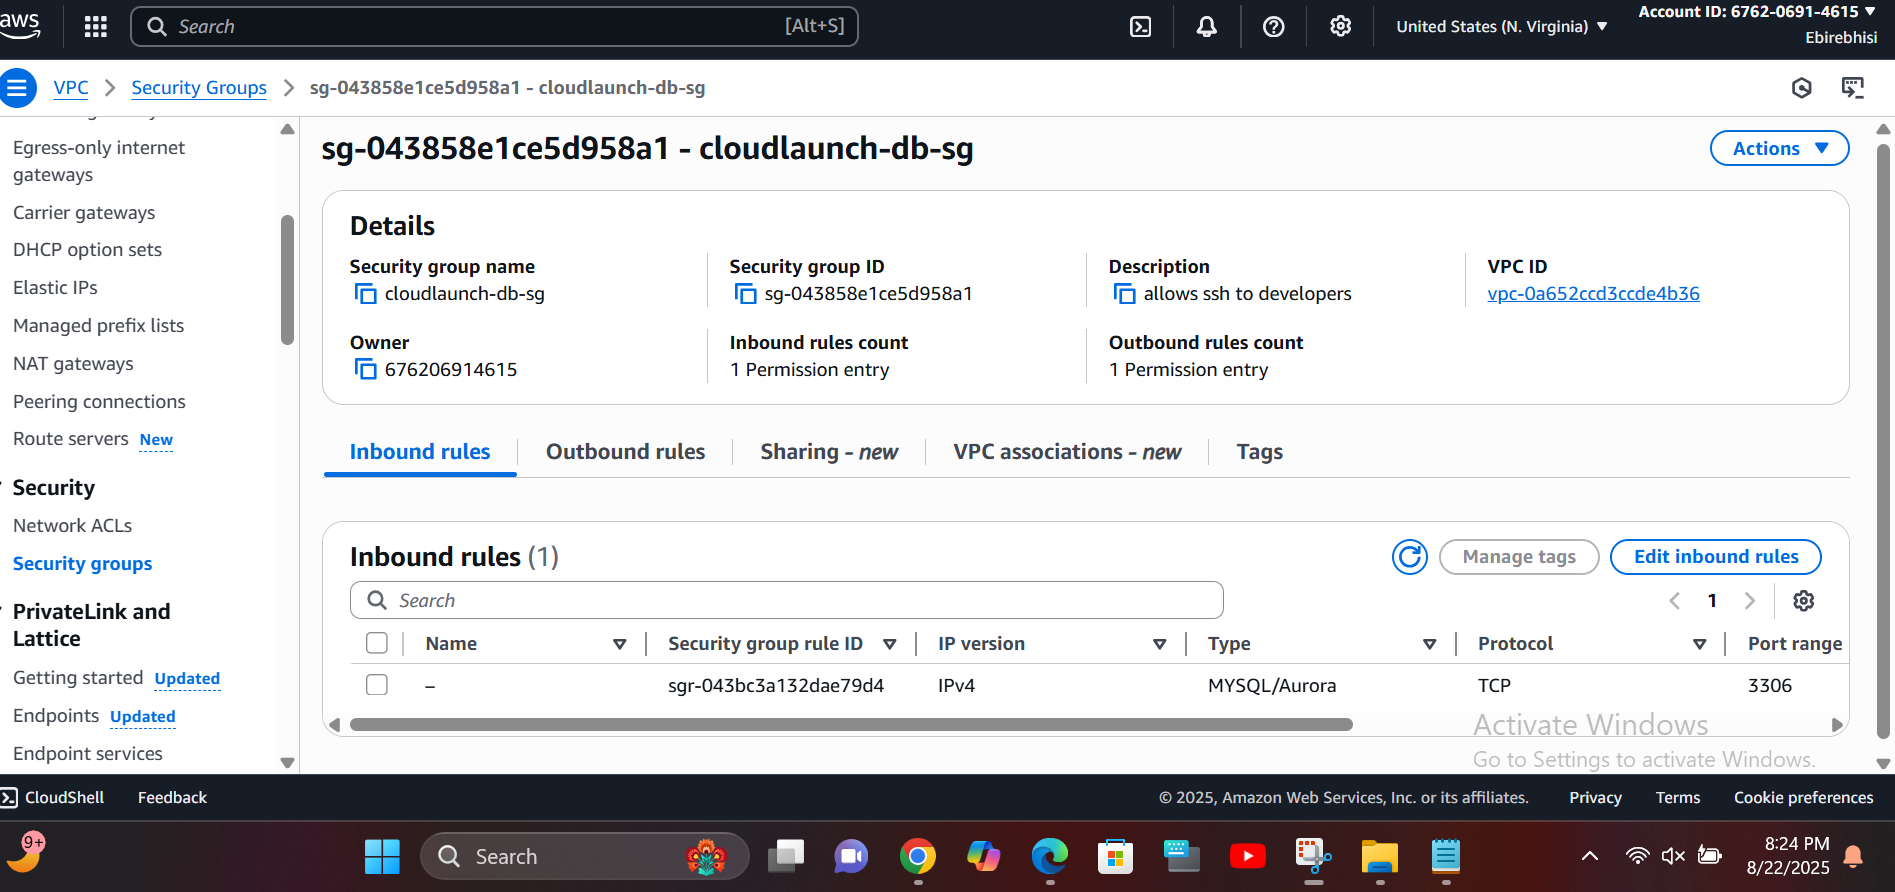 aws
Search
[Alt+S]
United States (N. Virginia)
Account ID: 6762-0691-4615
Ebirebhisi
VPC
Security Groups
sg-043858e1ce5d958a1 - cloudlaunch-db-sg
Egress-only internet
gateways
Carrier gateways
DHCP option sets
Elastic IPs
Managed prefix lists
NAT gateways
Peering connections
Route servers New
Security
Network ACLs
Security groups
PrivateLink and
Lattice
Getting started Updated
Endpoints Updated
Endpoint services
sg-043858e1ce5d958a1 - cloudlaunch-db-sg
Actions
Details
Security group name
cloudlaunch-db-sg
Security group ID
sg-043858e1ce5d958a1
Description
allows ssh to developers
VPC ID
vpc-0a652ccd3ccde4b36
Owner
676206914615
Inbound rules count
1 Permission entry
Outbound rules count
1 Permission entry
Inbound rules
Outbound rules
Sharing - new
VPC associations - new
Tags
Inbound rules (1)
Manage tags
Edit inbound rules
Search
1
Name Security group rule ID IP version Type Protocol Port range
– sgr-043bc3a132dae79d4 IPv4 MYSQL/Aurora TCP 3306
Activate Windows
Go to Settings to activate Windows.
CloudShell
Feedback
© 2025, Amazon Web Services, Inc. or its affiliates.
Privacy
Terms
Cookie preferences
9+
Search
8:24 PM
8/22/2025